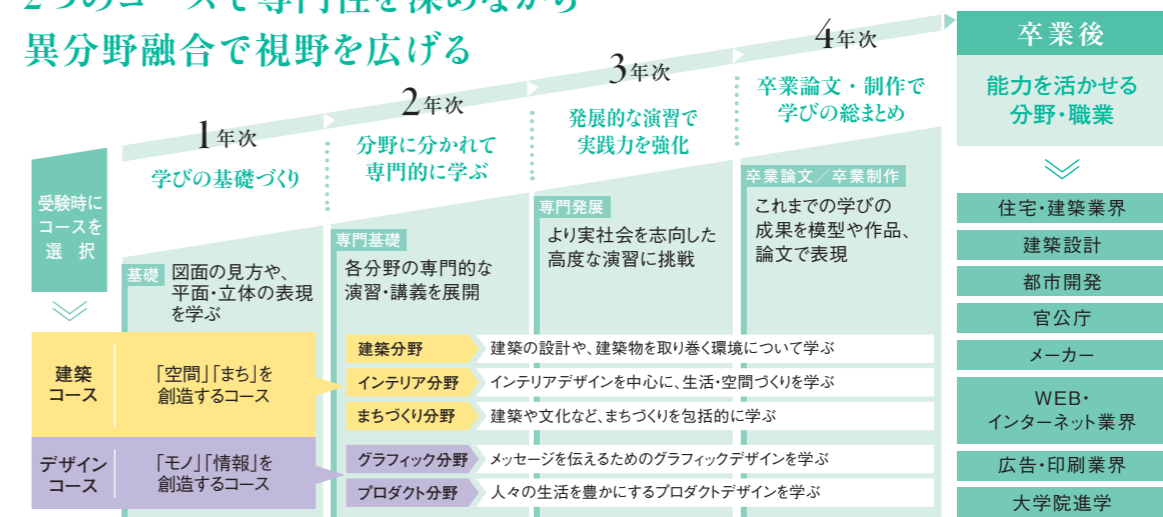 2つのコースで専門性を深めながら
異分野融合で視野を広げる
受験時に
コースを
選 択
1年次
学びの基礎づくり
基礎
図面の見方や、
平面・立体の表現
を学ぶ
2年次
分野に分かれて
専門的に学ぶ
専門基礎
各分野の専門的な
演習・講義を展開
3年次
発展的な演習で
実践力を強化
専門発展
より実社会を志向した
高度な演習に挑戦
4年次
卒業論文・制作で
学びの総まとめ
卒業論文／卒業制作
これまでの学びの
成果を模型や作品、
論文で表現
建築
コース
「空間」「まち」を
創造するコース
建築分野 建築の設計や、建築物を取り巻く環境について学ぶ
インテリア分野 インテリアデザインを中心に、生活・空間づくりを学ぶ
まちづくり分野 建築や文化など、まちづくりを包括的に学ぶ
デザイン
コース
「モノ」「情報」を
創造するコース
グラフィック分野 メッセージを伝えるためのグラフィックデザインを学ぶ
プロダクト分野 人々の生活を豊かにするプロダクトデザインを学ぶ
卒業後
能力を活かせる
分野・職業
住宅・建築業界
建築設計
都市開発
官公庁
メーカー
WEB・
インターネット業界
広告・印刷業界
大学院進学